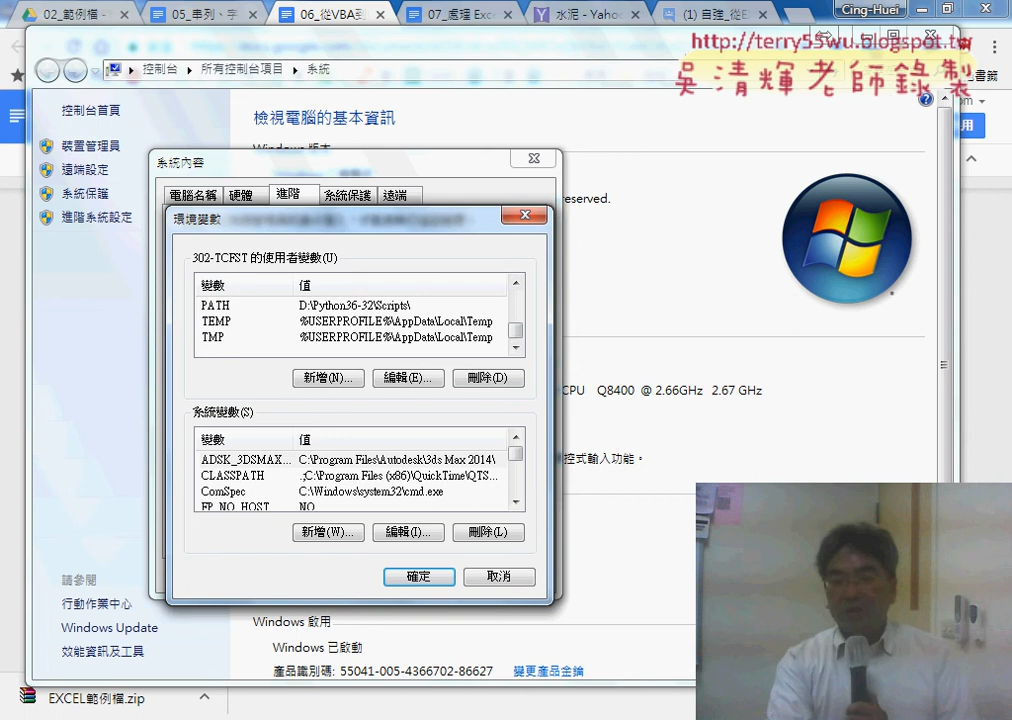 02_範例檔 -
05_串列、字
06_從VBA到
07_處理 Exc
水泥 - Yahoo
(1) 自強_從E
Cing-Huei
http://terry55wu.blogspot.tw
吳清輝老師錄製
控制台 所有控制台項目 系統
控制台首頁
裝置管理員
遠端設定
系統保護
進階系統設定
檢視電腦的基本資訊
Windows 版本
reserved.
系統內容
電腦名稱 硬體 進階 系統保護 遠端
環境變數
302-TCFST 的使用者變數(U)
變數 值
PATH D:\Python36-32\Scripts\
TEMP %USERPROFILE%\AppData\Local\Temp
TMP %USERPROFILE%\AppData\Local\Temp
新增(N)... 編輯(E)... 刪除(D)
CPU Q8400 @ 2.66GHz 2.67 GHz
系統變數(S)
變數 值
ADSK_3DSMAX... C:\Program Files\Autodesk\3ds Max 2014\
CLASSPATH .;C:\Program Files (x86)\QuickTime\QTS...
ComSpec C:\Windows\system32\cmd.exe
FP_NO_HOST NO
控式輸入功能。
新增(W)... 編輯(I)... 刪除(L)
確定 取消
請參閱
行動作業中心
Windows Update
效能資訊及工具
Windows 啟用
Windows 已啟動
產品識別碼: 55041-005-4366702-86627 變更產品金鑰
EXCEL範例檔.zip